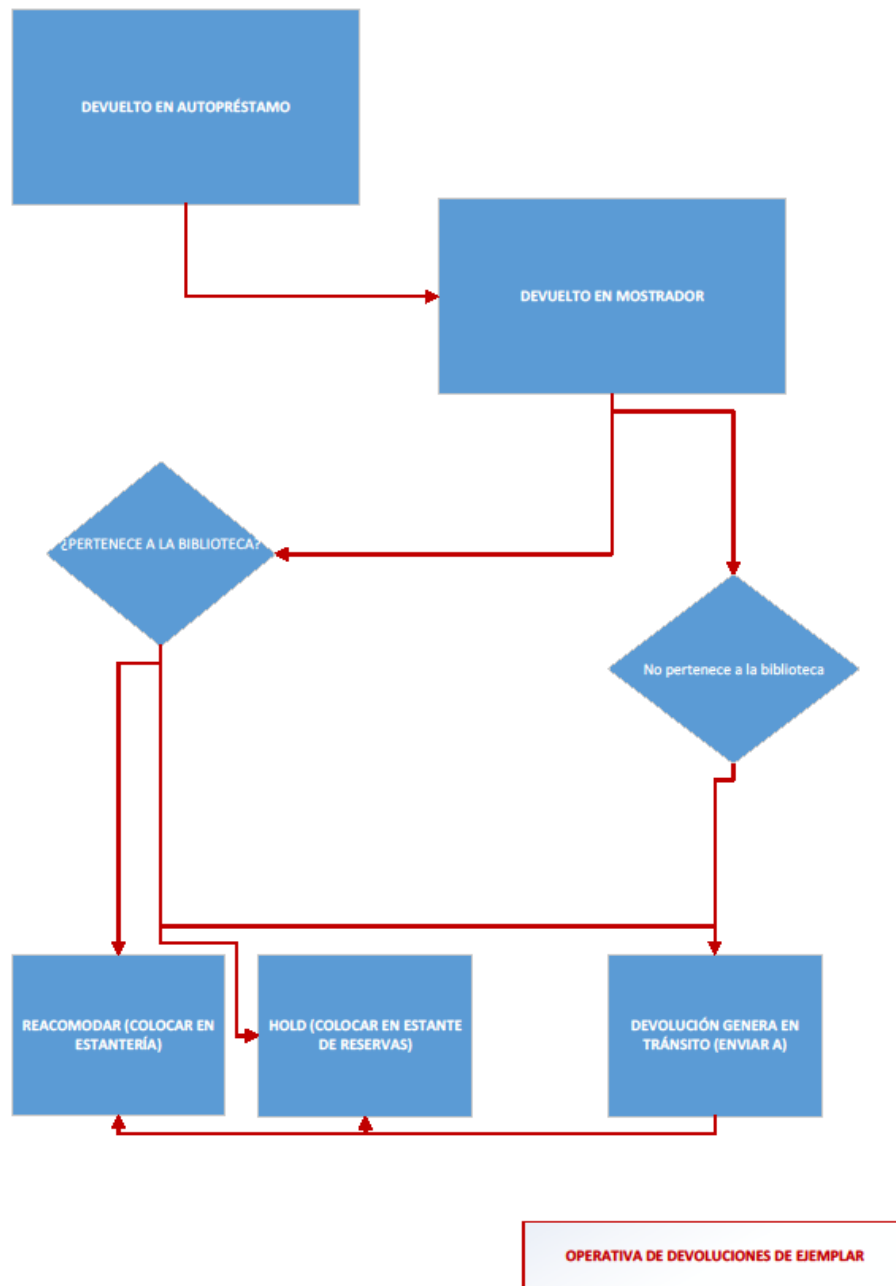 DEVUELTO EN AUTOPRÉSTAMO
DEVUELTO EN MOSTRADOR
¿PERTENECE A LA BIBLIOTECA?
No pertenece a la biblioteca
REACOMODAR (COLOCAR EN
ESTANTERÍA)
HOLD (COLOCAR EN ESTANTE
DE RESERVAS)
DEVOLUCIÓN GENERA EN
TRÁNSITO (ENVIAR A)
OPERATIVA DE DEVOLUCIONES DE EJEMPLAR